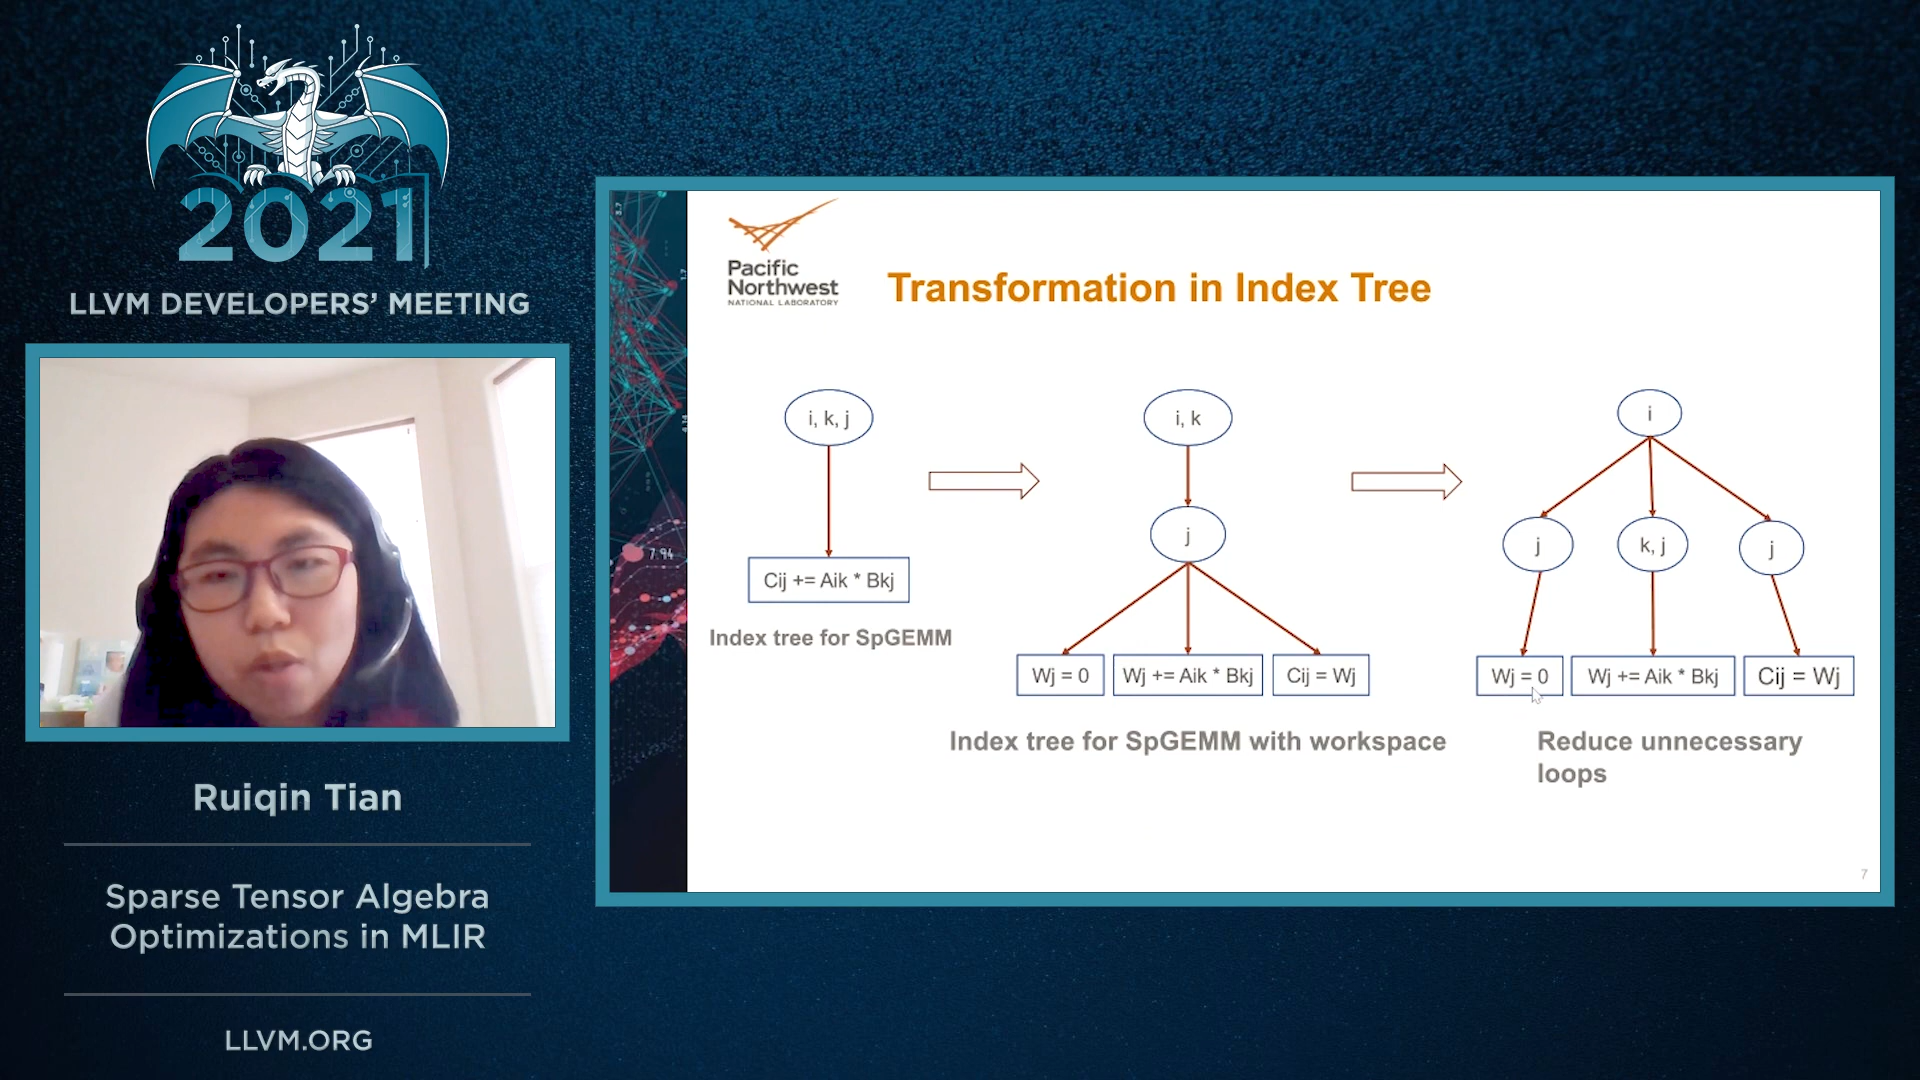 2021
LLVM DEVELOPERS' MEETING
Ruiqin Tian
Sparse Tensor Algebra
Optimizations in MLIR
LLVM.ORG
Pacific
Northwest
NATIONAL LABORATORY
Transformation in Index Tree
i, k, j
Cij += Aik * Bkj
Index tree for SpGEMM
i, k
j
Wj = 0
Wj += Aik * Bkj
Cij = Wj
Index tree for SpGEMM with workspace
i
j
k, j
j
Wj = 0
Wj += Aik * Bkj
Cij = Wj
Reduce unnecessary
loops
7.94
7